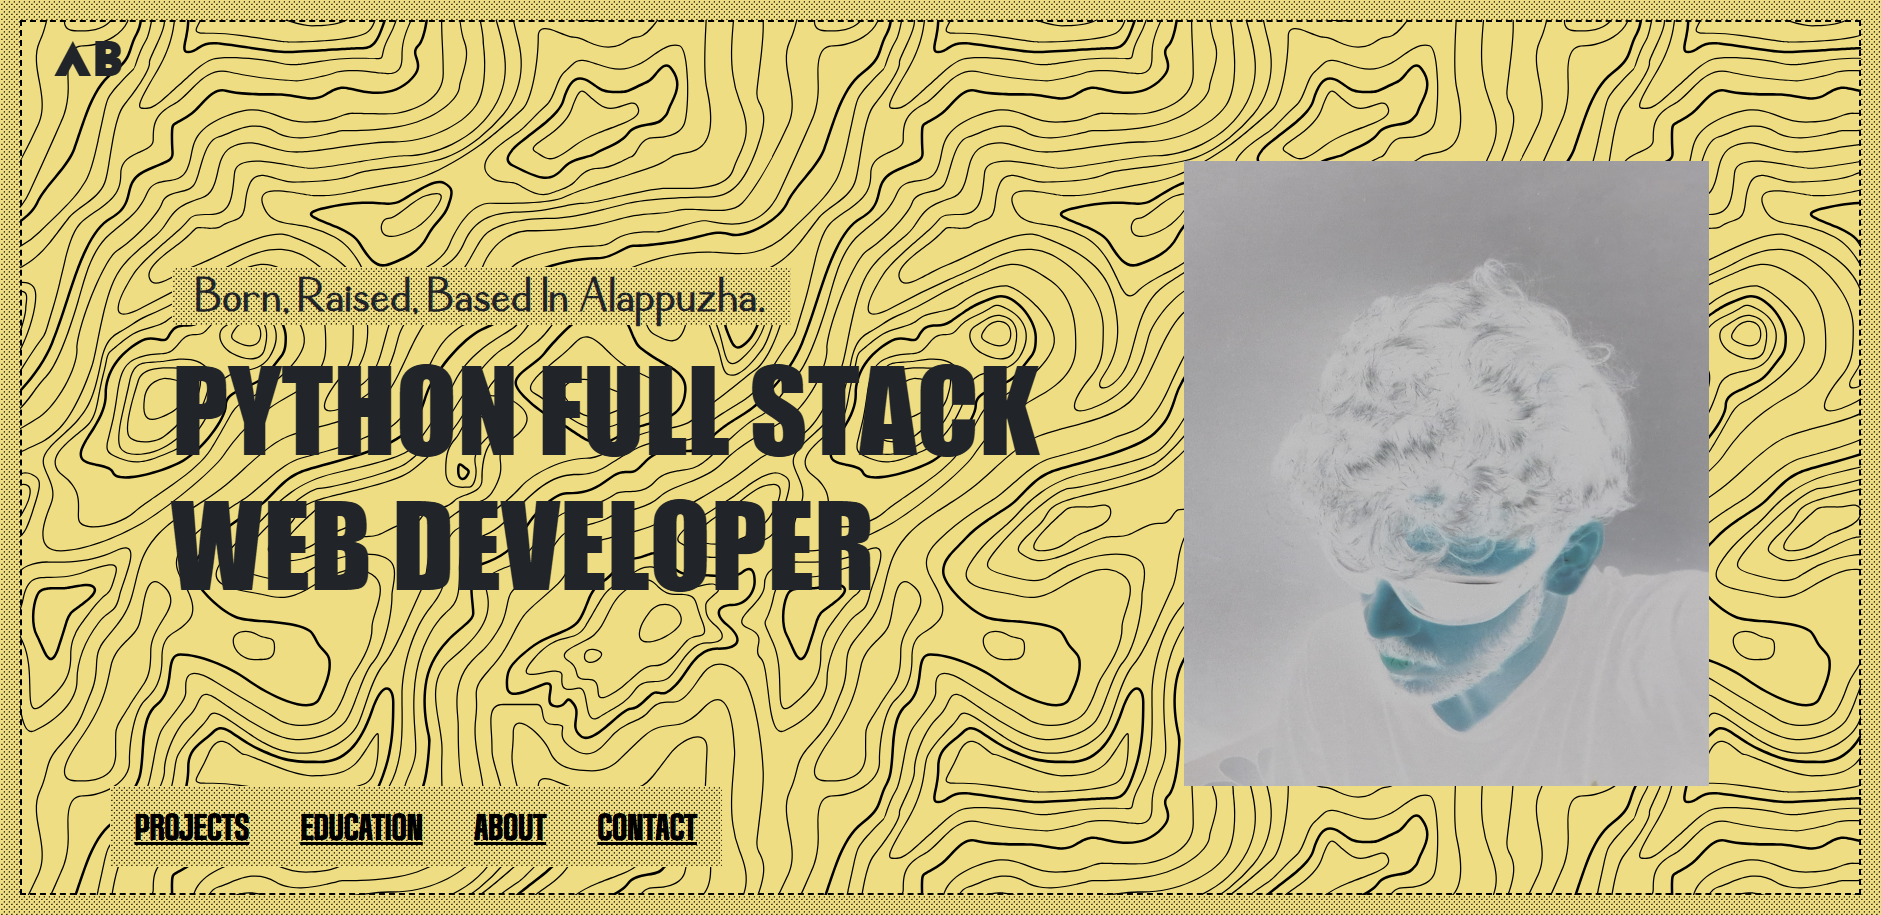 AB
Born, Raised, Based In Alappuzha.
PYTHON FULL STACK
WEB DEVELOPER
PROJECTS EDUCATION ABOUT CONTACT